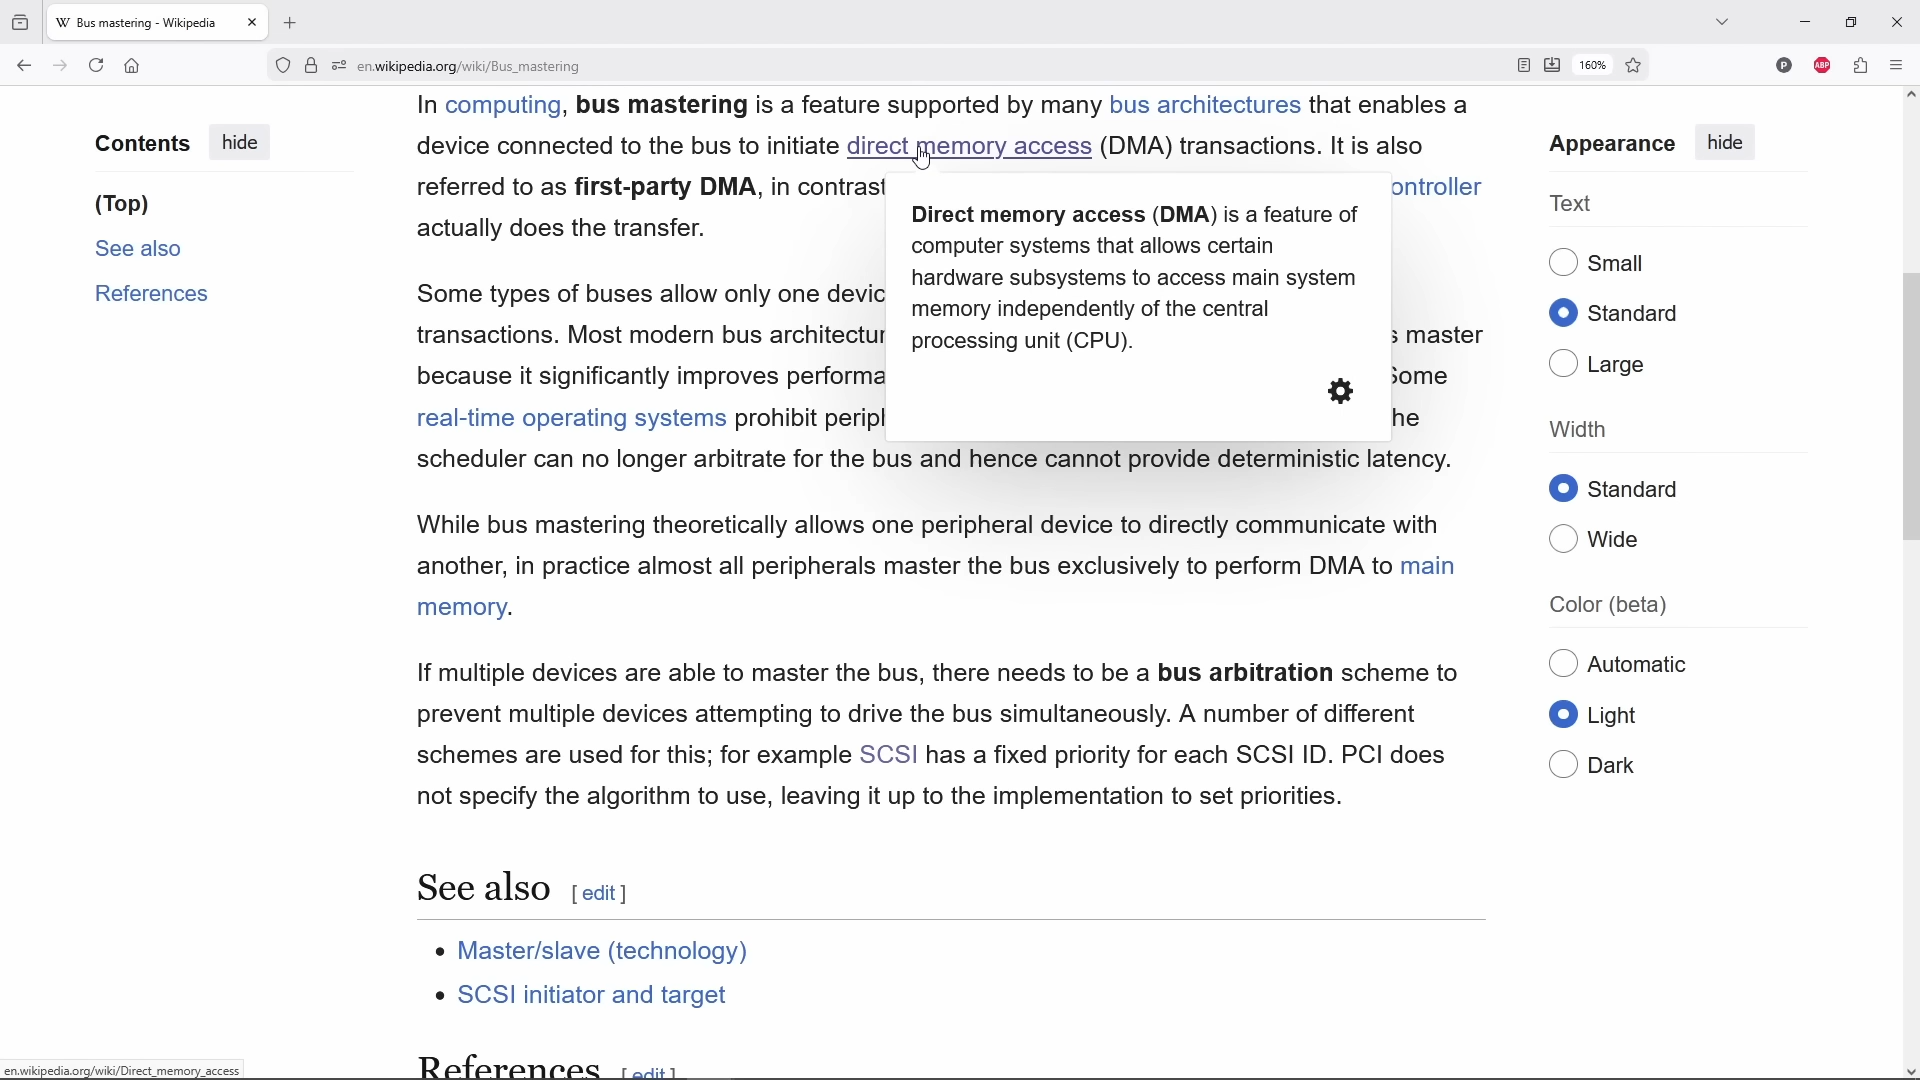 Bus mastering - Wikipedia
en.wikipedia.org/wiki/Bus_mastering
160%
P
ABP
Contents hide
(Top)
See also
References
In computing, bus mastering is a feature supported by many bus architectures that enables a
device connected to the bus to initiate direct memory access (DMA) transactions. It is also
referred to as first-party DMA, in contrast ontroller
actually does the transfer.
Some types of buses allow only one devic
transactions. Most modern bus architectur s master
because it significantly improves performa Some
real-time operating systems prohibit periph he
scheduler can no longer arbitrate for the bus and hence cannot provide deterministic latency.
Direct memory access (DMA) is a feature of
computer systems that allows certain
hardware subsystems to access main system
memory independently of the central
processing unit (CPU).
While bus mastering theoretically allows one peripheral device to directly communicate with
another, in practice almost all peripherals master the bus exclusively to perform DMA to main
memory.
If multiple devices are able to master the bus, there needs to be a bus arbitration scheme to
prevent multiple devices attempting to drive the bus simultaneously. A number of different
schemes are used for this; for example SCSI has a fixed priority for each SCSI ID. PCI does
not specify the algorithm to use, leaving it up to the implementation to set priorities.
See also [ edit ]
Master/slave (technology)
SCSI initiator and target
References [ edit ]
Appearance hide
Text
Small
Standard
Large
Width
Standard
Wide
Color (beta)
Automatic
Light
Dark
en.wikipedia.org/wiki/Direct_memory_access